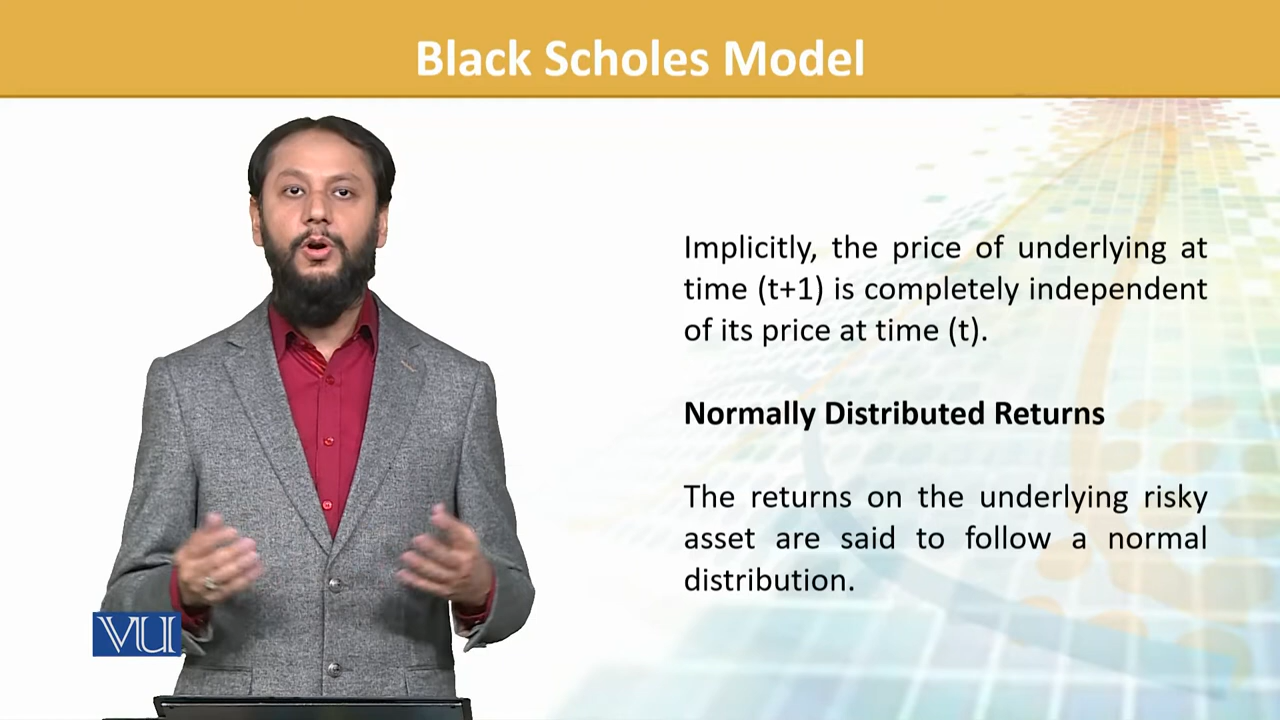 Black Scholes Model
Implicitly, the price of underlying at
time (t+1) is completely independent
of its price at time (t).
Normally Distributed Returns
The returns on the underlying risky
asset are said to follow a normal
distribution.
VU